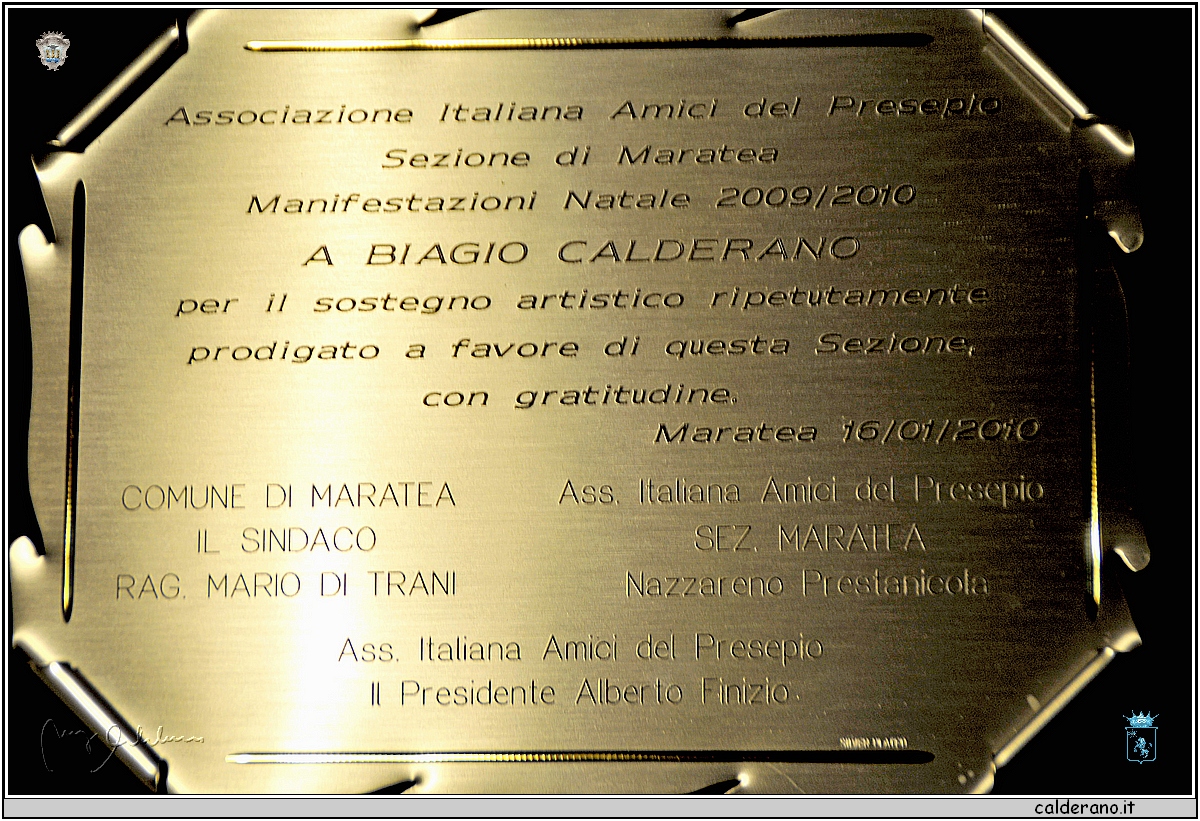 Associazione Italiana Amici del Presepio
Sezione di Maratea
Manifestazioni Natale 2009/2010
A BIAGIO CALDERANO
per il sostegno artistico ripetutamente
prodigato a favore di questa Sezione,
con gratitudine.
Maratea 16/01/2010
COMUNE DI MARATEA
IL SINDACO
RAG. MARIO DI TRANI
Ass. Italiana Amici del Presepio
SEZ. MARATEA
Nazzareno Prestanicola
Ass. Italiana Amici del Presepio
Il Presidente Alberto Finizio.
SILVER PLATED
calderano.it